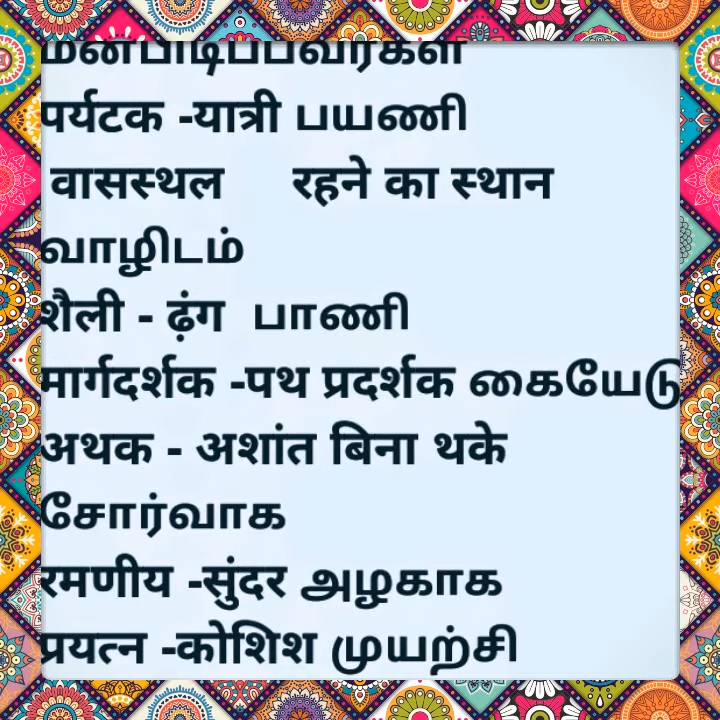 पर्यटक -यात्री பயணி
वासस्थल रहने का स्थान
வாழிடம்
शैली - ढ़ंग பாணி
मार्गदर्शक -पथ प्रदर्शक கையேடு
अथक - अशांत बिना थके
சோர்வாக
रमणीय -सुंदर அழகாக
प्रयत्न -कोशिश முயற்சி